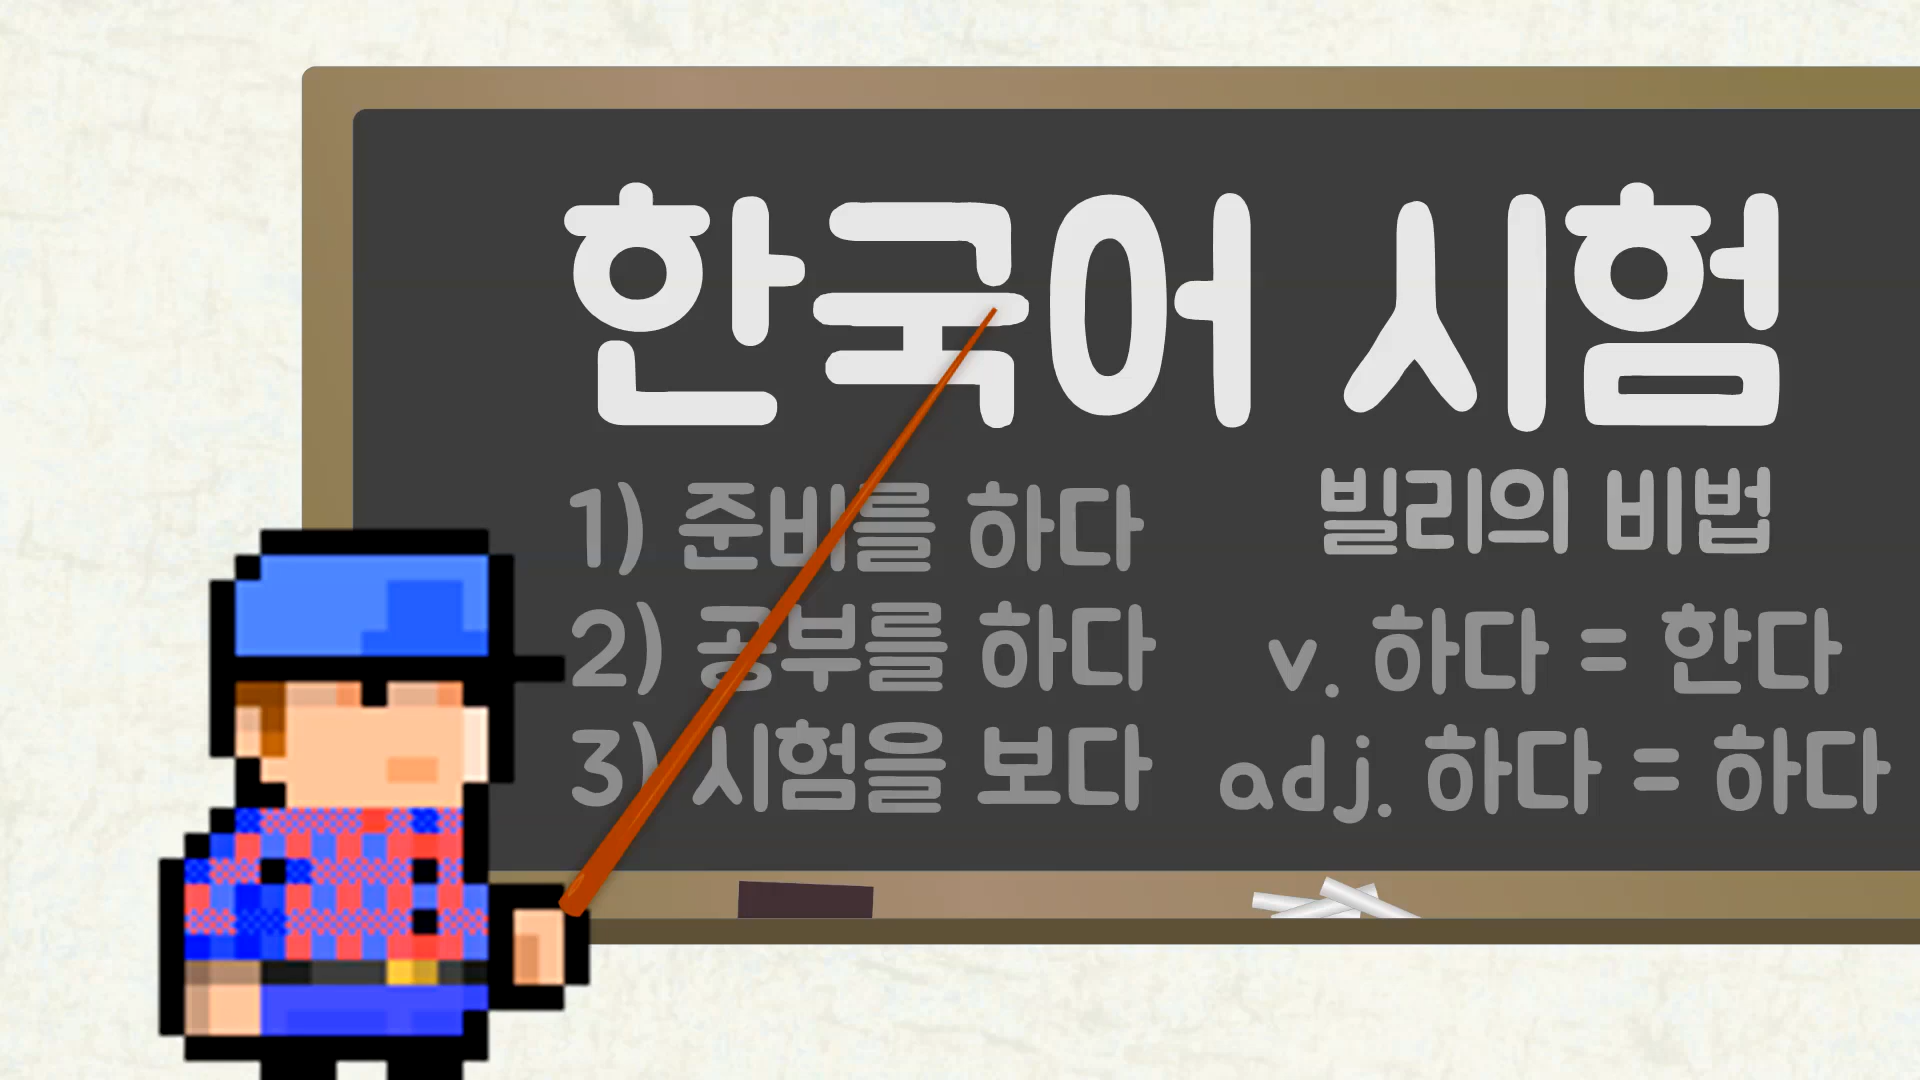 한국어 시험
1) 준비를 하다
2) 공부를 하다
3) 시험을 보다
빌리의 비법
v. 하다 = 한다
adj. 하다 = 하다